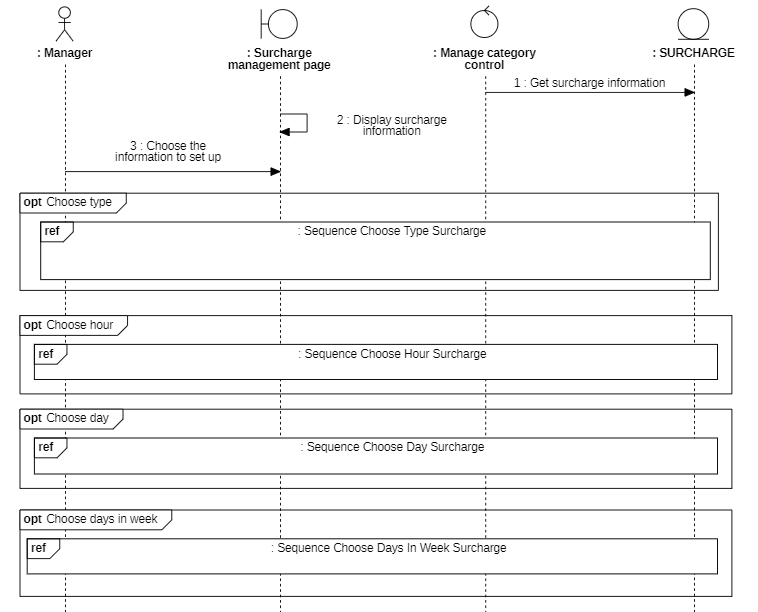 : Manager
: Surcharge
management page
: Manage category
control
: SURCHARGE
1 : Get surcharge information
2 : Display surcharge
information
3 : Choose the
information to set up
opt Choose type
ref
: Sequence Choose Type Surcharge
opt Choose hour
ref
: Sequence Choose Hour Surcharge
opt Choose day
ref
: Sequence Choose Day Surcharge
opt Choose days in week
ref
: Sequence Choose Days In Week Surcharge